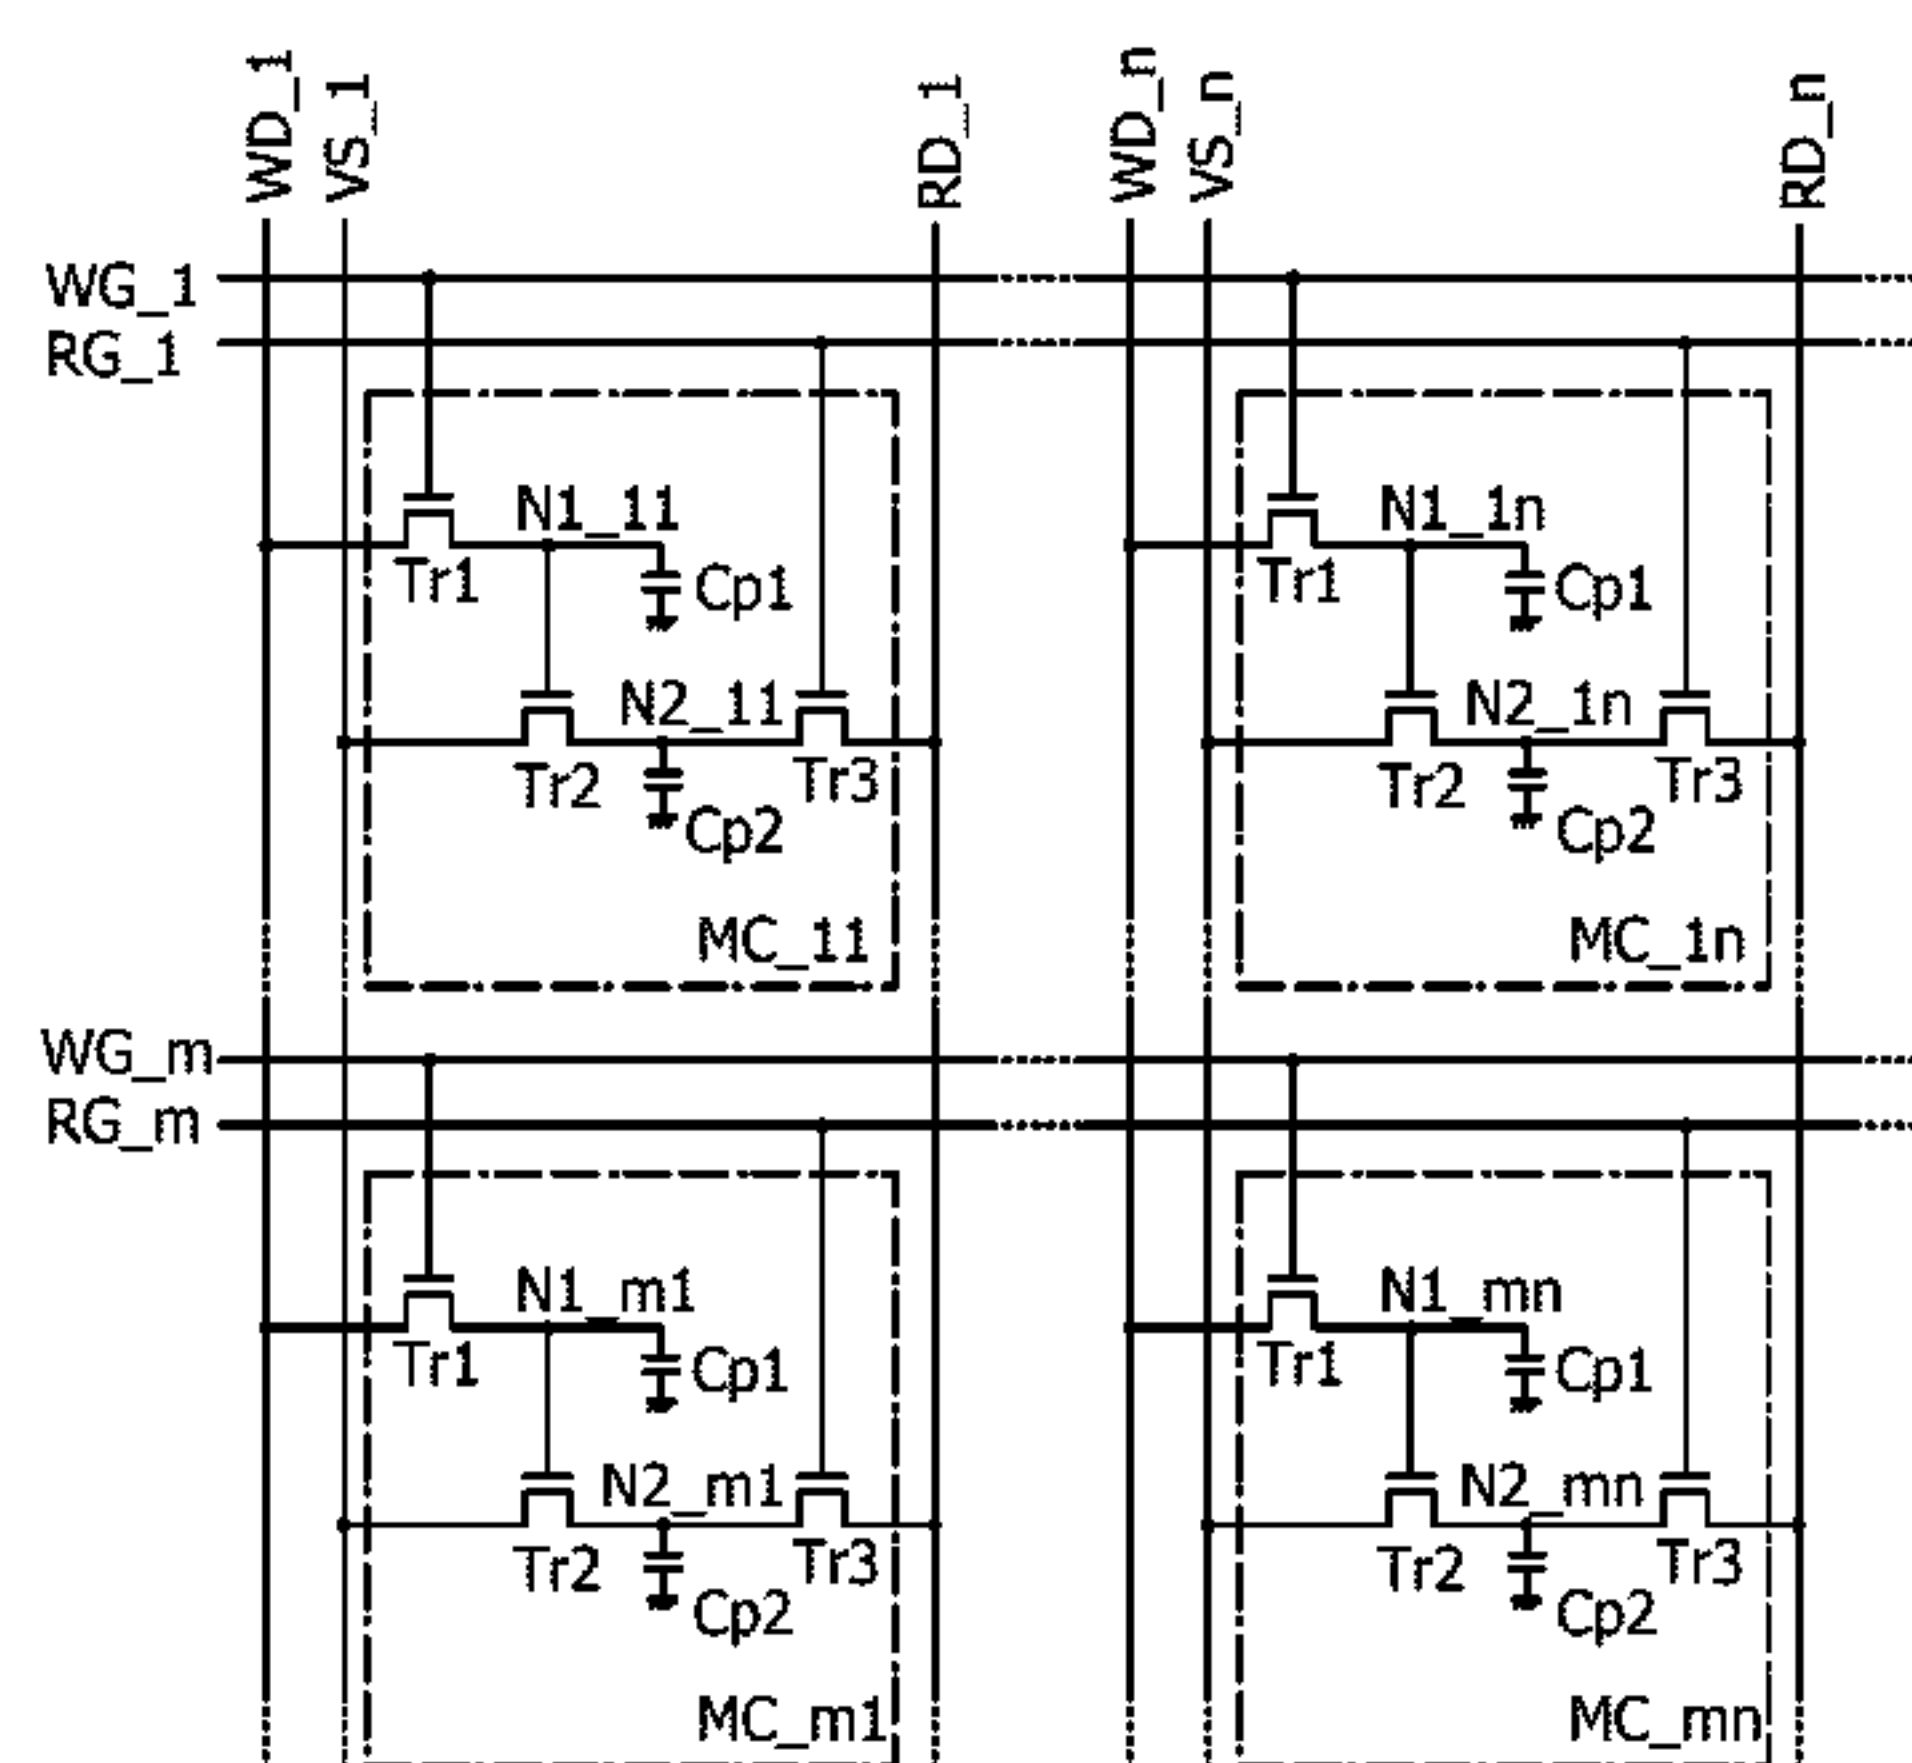 WD_1 VS_1 RD_1 WD_n VS_n RD_n
WG_1
RG_1
N1_11 N1_1n
Tr1 Cp1 Tr1 Cp1
N2_11 N2_1n
Tr2 Tr3 Tr2 Tr3
Cp2 Cp2
MC_11 MC_1n
WG_m
RG_m
N1_m1 N1_mn
Tr1 Cp1 Tr1 Cp1
N2_m1 N2_mn
Tr2 Tr3 Tr2 Tr3
Cp2 Cp2
MC_m1 MC_mn